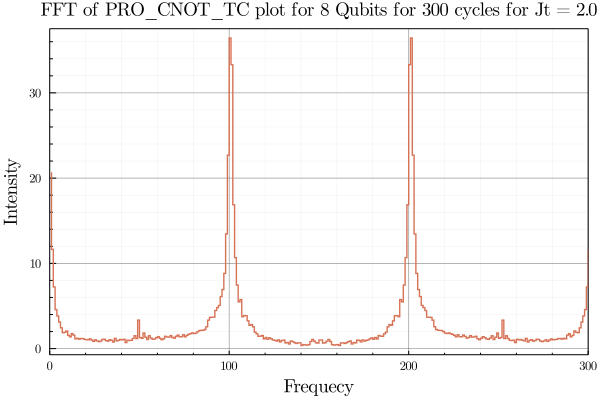 FFT of PRO_CNOT_TC plot for 8 Qubits for 300 cycles for Jt = 2.0
Intensity
30
20
10
0
0 100 200 300
Frequecy